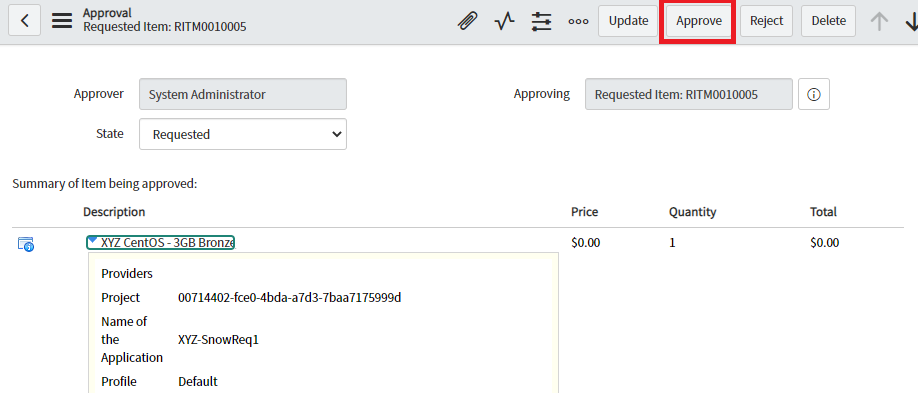 Approval
Requested Item: RITM0010005
Update
Approve
Reject
Delete
Approver
System Administrator
Approving
Requested Item: RITM0010005
State
Requested
Summary of Item being approved:
Description
Price
Quantity
Total
XYZ CentOS - 3GB Bronze
$0.00
1
$0.00
Providers
Project
00714402-fce0-4bda-a7d3-7baa7175999d
Name of
the
Application
XYZ-SnowReq1
Profile
Default